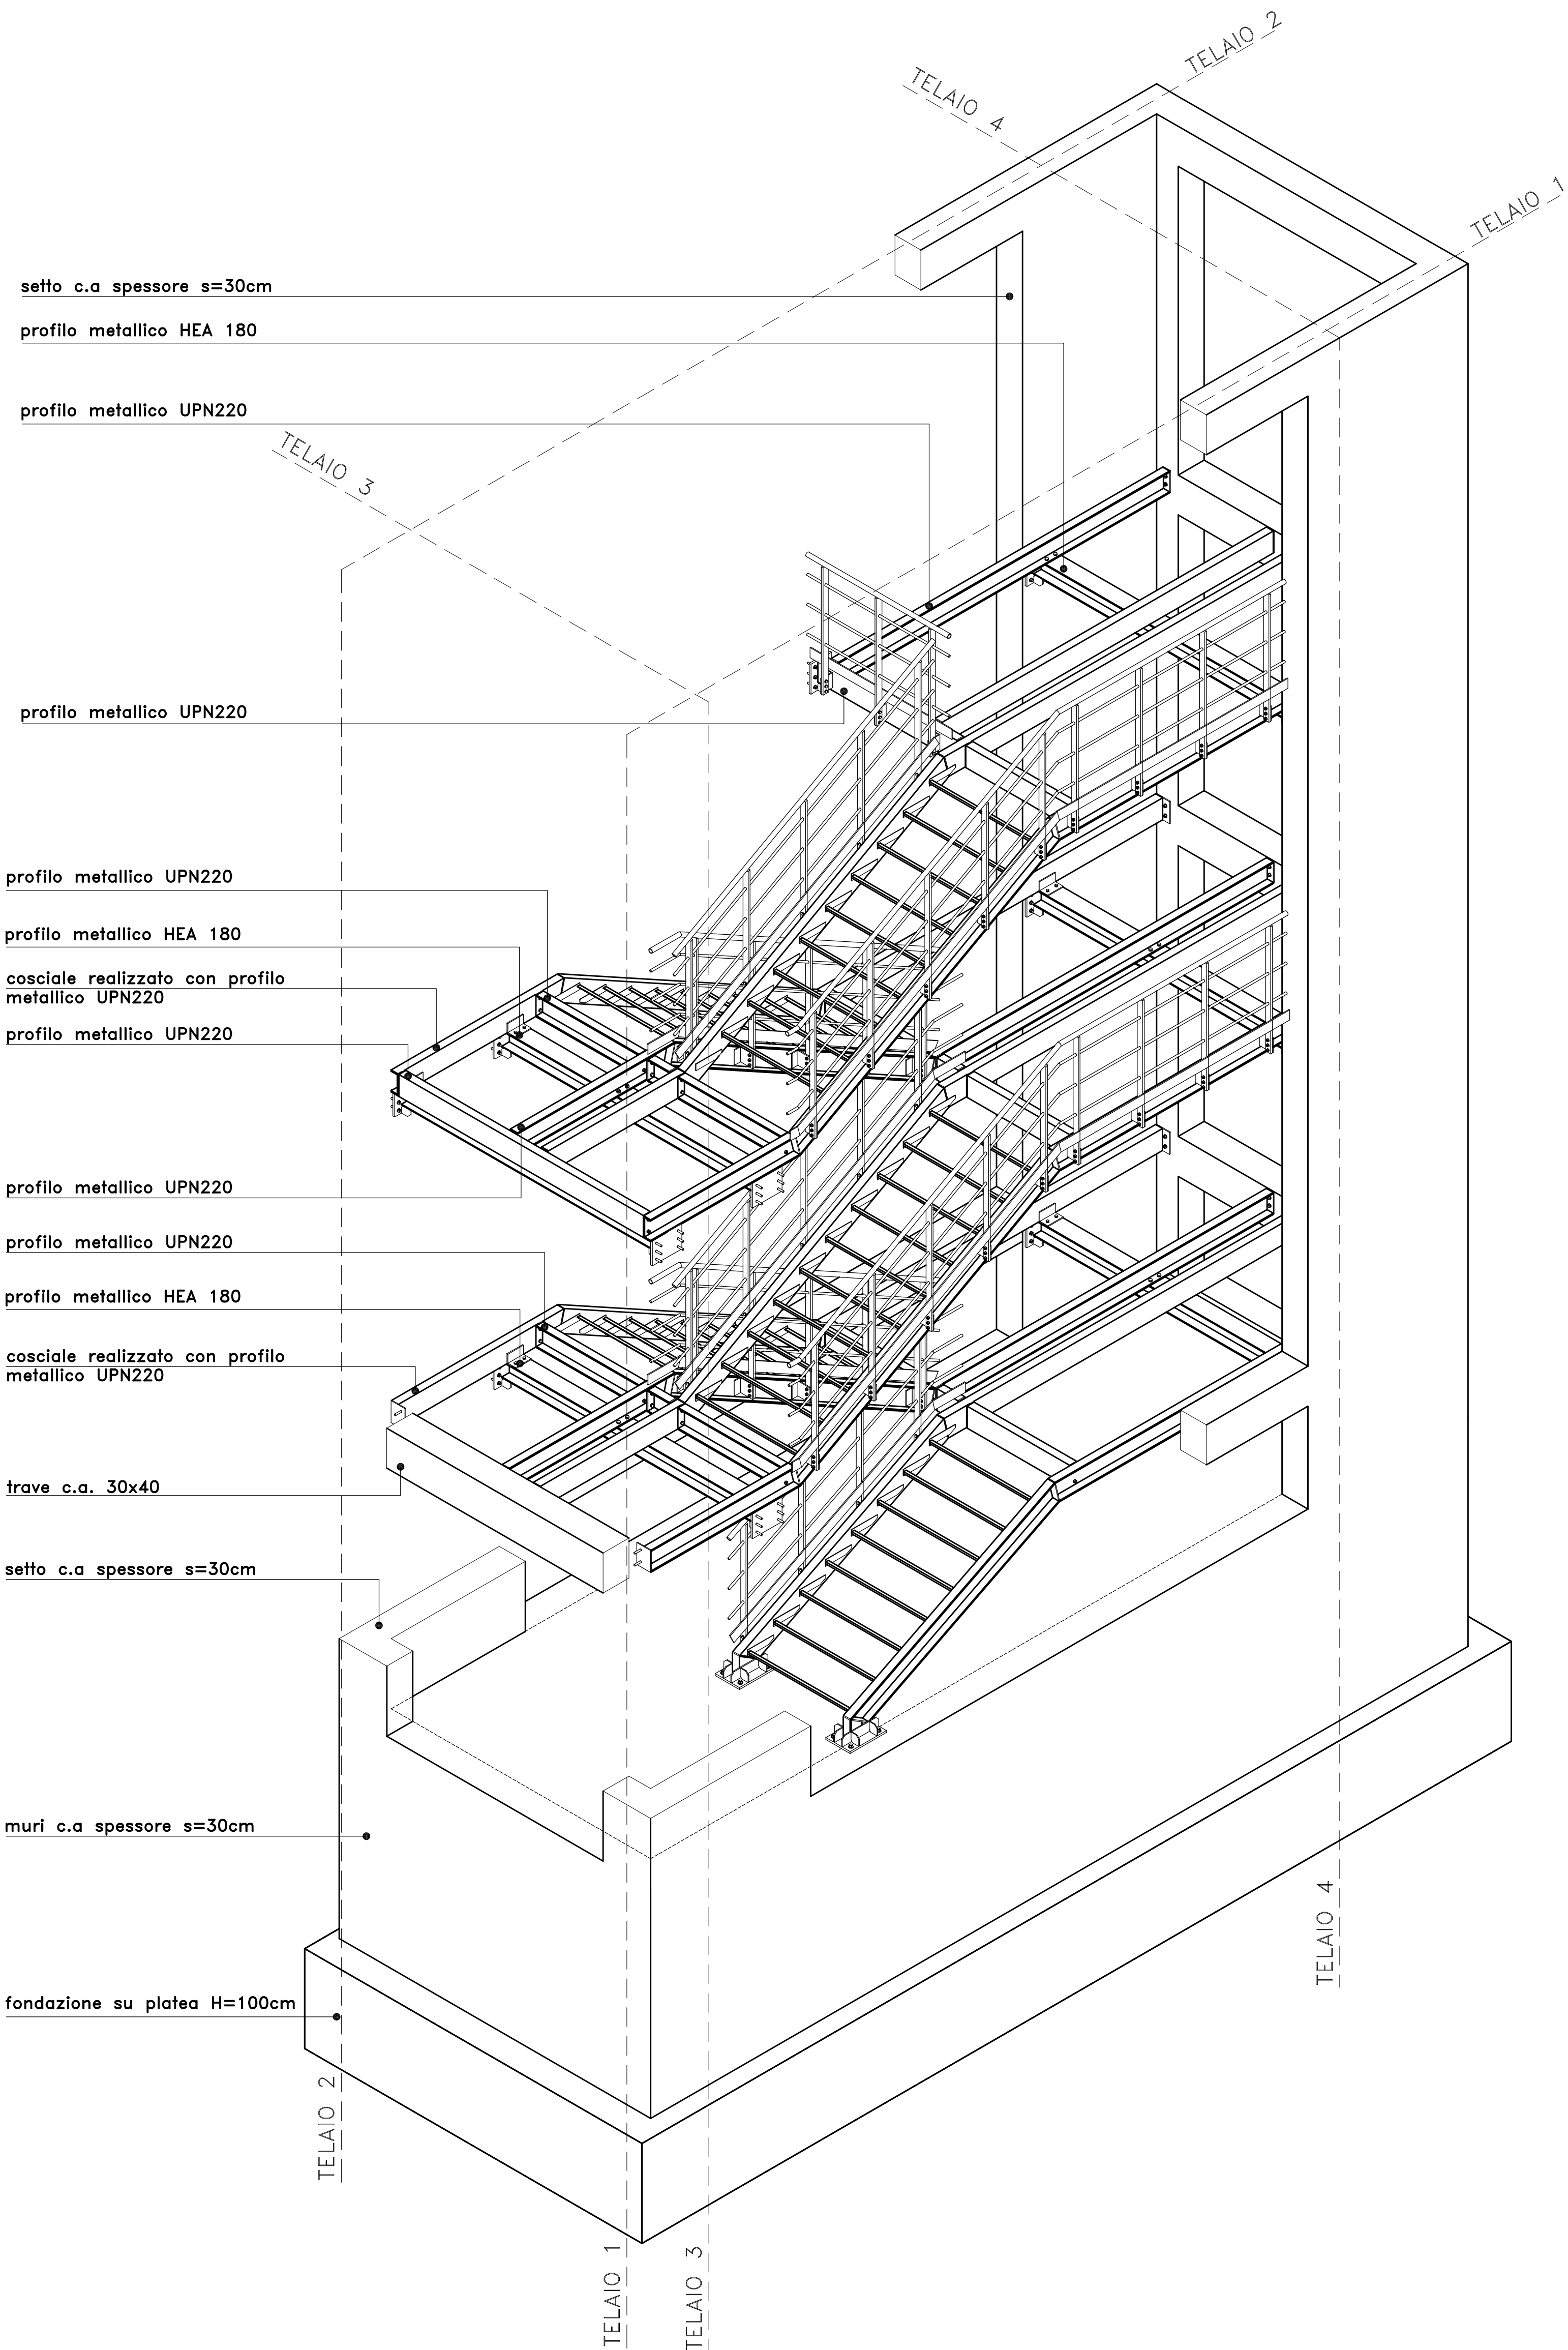 TELAIO 2
TELAIO 4
TELAIO 1
setto c.a spessore s=30cm
profilo metallico HEA 180
profilo metallico UPN220
TELAIO 3
profilo metallico UPN220
profilo metallico UPN220
profilo metallico HEA 180
cosciale realizzato con profilo
metallico UPN220
profilo metallico UPN220
profilo metallico UPN220
profilo metallico UPN220
profilo metallico HEA 180
cosciale realizzato con profilo
metallico UPN220
trave c.a. 30x40
setto c.a spessore s=30cm
muri c.a spessore s=30cm
TELAIO 4
fondazione su platea H=100cm
TELAIO 2
TELAIO 1
TELAIO 3